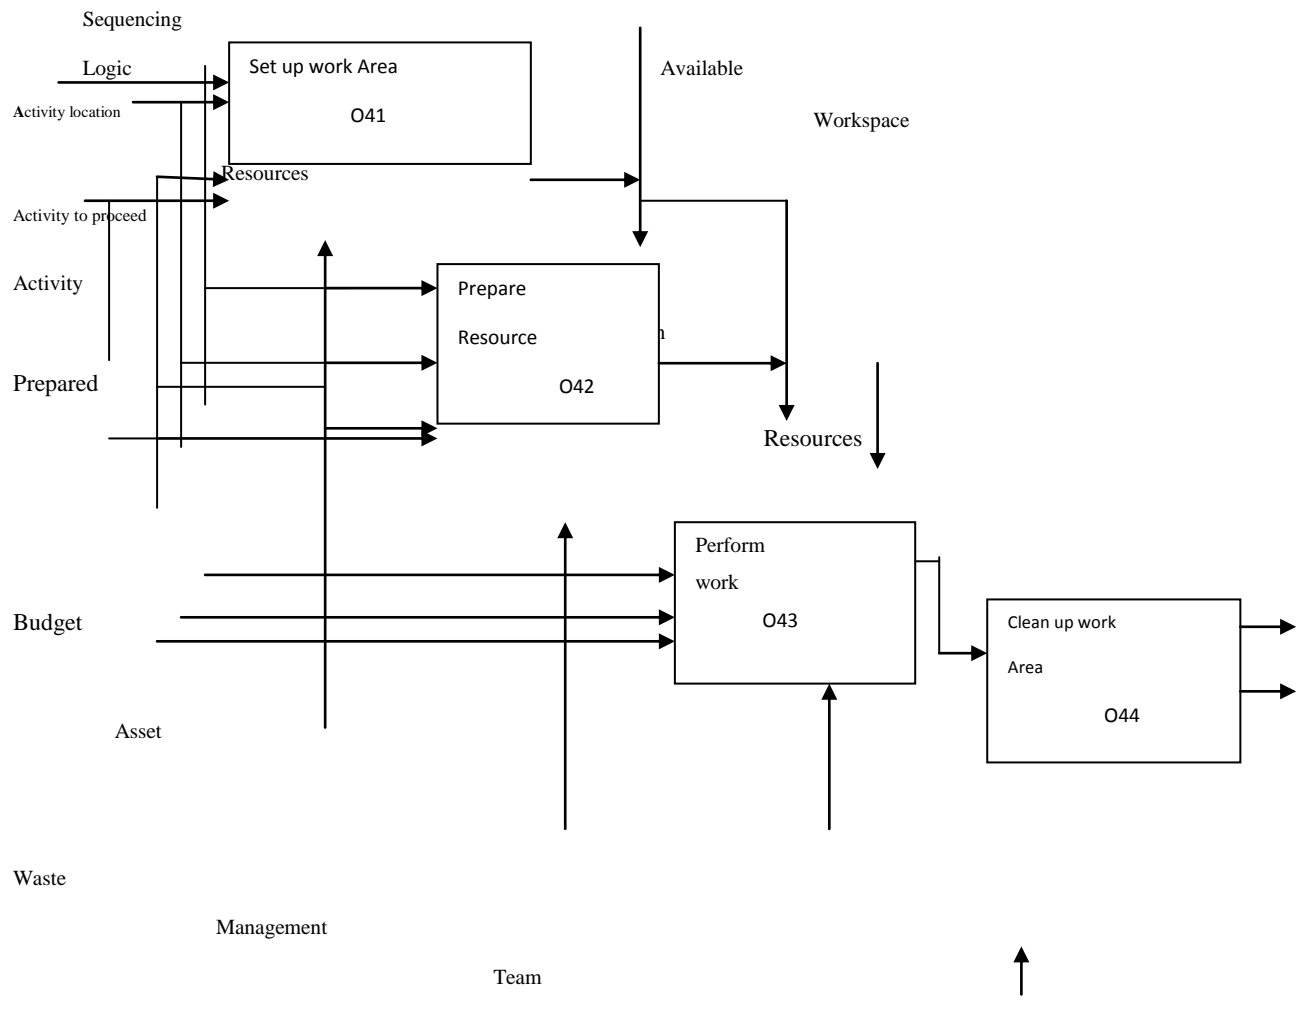 Sequencing
Logic
Set up work Area
Available
Activity location
O41
Workspace
Resources
Activity to proceed
Activity
Prepare
Resource
Prepared
O42
Resources
Perform
work
Budget
O43
Clean up work
Area
Asset
O44
Waste
Management
Team